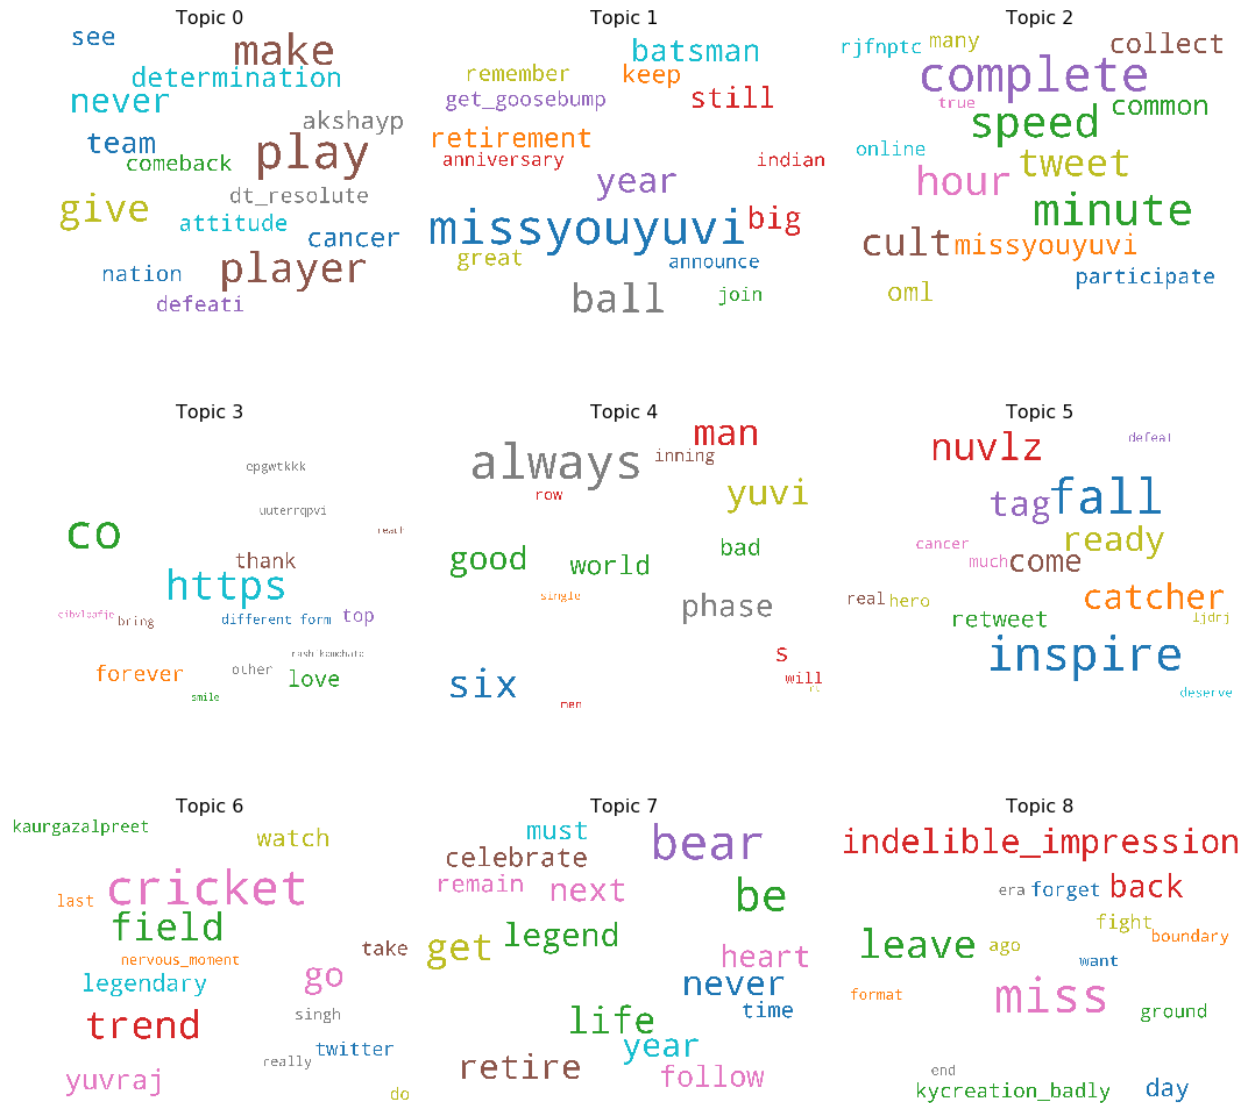 Topic 0
see
make
determination
never
akshayp
team
play
comeback
dt_resolute
give
attitude
cancer
nation
player
defeati
Topic 1
batsman
remember
keep
get_goosebump
still
retirement
anniversary
indian
year
missyouyuvi
big
great
announce
ball
join
Topic 2
rjfnptc
many
collect
complete
true
common
speed
online
tweet
hour
minute
cult
missyouyuvi
participate
oml
Topic 3
epgwtkkk
uuterrqpvi
co
reach
thank
https
bring
different form
top
forever
other
love
smile
Topic 4
man
always
inning
row
yuvi
good
bad
world
single
phase
s
six
will
men
Topic 5
nuvlz
defeat
tag
fall
ready
cancer
much
come
real
hero
catcher
retweet
ljdrj
inspire
deserve
Topic 6
kaurgazalpreet
watch
cricket
last
field
take
nervous_moment
legendary
go
singh
trend
twitter
really
yuvraj
do
Topic 7
must
bear
celebrate
remain
next
be
get
legend
heart
never
time
life
year
retire
follow
Topic 8
indelible_impression
era
forget
back
fight
boundary
leave
ago
want
format
miss
ground
end
kycreation_badly
day